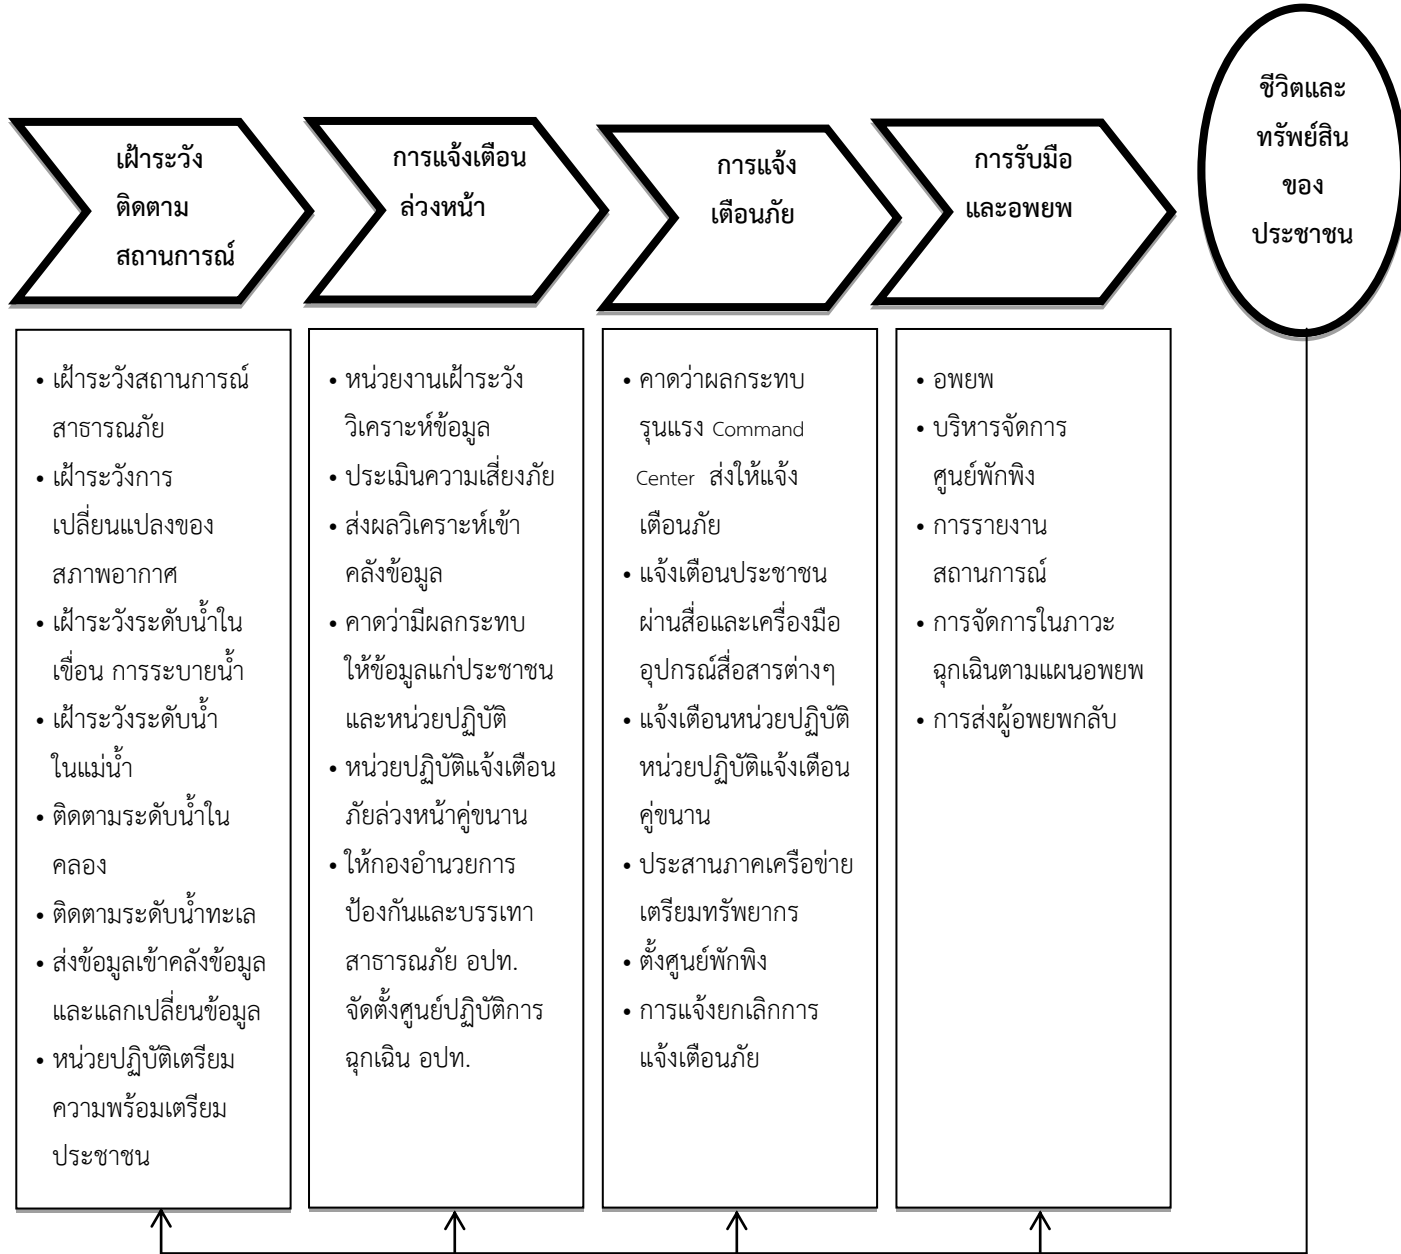 เฝ้าระวัง
ติดตาม
สถานการณ์
การแจ้งเตือน
ล่วงหน้า
การแจ้ง
เตือนภัย
การรับมือ
และอพยพ
ชีวิตและ
ทรัพย์สิน
ของ
ประชาชน
• เฝ้าระวังสถานการณ์
สาธารณภัย
• เฝ้าระวังการ
เปลี่ยนแปลงของ
สภาพอากาศ
• เฝ้าระวังระดับน้ำใน
เขื่อน การระบายน้ำ
• เฝ้าระวังระดับน้ำ
ในแม่น้ำ
• ติดตามระดับน้ำใน
คลอง
• ติดตามระดับน้ำทะเล
• ส่งข้อมูลเข้าคลังข้อมูล
และแลกเปลี่ยนข้อมูล
• หน่วยปฏิบัติเตรียม
ความพร้อมเตรียม
ประชาชน
• หน่วยงานเฝ้าระวัง
วิเคราะห์ข้อมูล
• ประเมินความเสี่ยงภัย
• ส่งผลวิเคราะห์เข้า
คลังข้อมูล
• คาดว่ามีผลกระทบ
ให้ข้อมูลแก่ประชาชน
และหน่วยปฏิบัติ
• หน่วยปฏิบัติแจ้งเตือน
ภัยล่วงหน้าคู่ขนาน
• ให้กองอำนวยการ
ป้องกันและบรรเทา
สาธารณภัย อปท.
จัดตั้งศูนย์ปฏิบัติการ
ฉุกเฉิน อปท.
• คาดว่าผลกระทบ
รุนแรง Command
Center ส่งให้แจ้ง
เตือนภัย
• แจ้งเตือนประชาชน
ผ่านสื่อและเครื่องมือ
อุปกรณ์สื่อสารต่างๆ
• แจ้งเตือนหน่วยปฏิบัติ
หน่วยปฏิบัติแจ้งเตือน
คู่ขนาน
• ประสานภาคเครือข่าย
เตรียมทรัพยากร
• ตั้งศูนย์พักพิง
• การแจ้งยกเลิกการ
แจ้งเตือนภัย
• อพยพ
• บริหารจัดการ
ศูนย์พักพิง
• การรายงาน
สถานการณ์
• การจัดการในภาวะ
ฉุกเฉินตามแผนอพยพ
• การส่งผู้อพยพกลับ